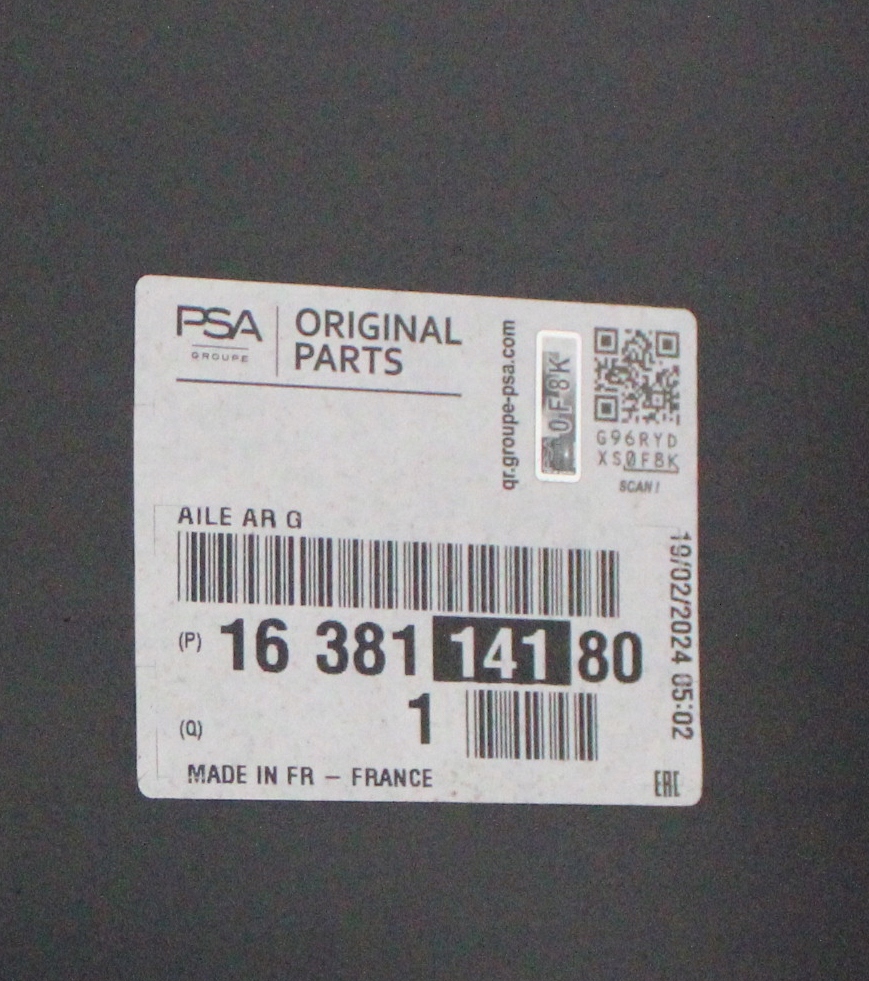 PSA
GROUPE
ORIGINAL
PARTS
qr.groupe-psa.com
0F8K
G96RYD
XS0F8K
SCAN!
AILE AR G
(P) 16 381 141 80
19/02/2024 05:02
(Q) 1
MADE IN FR – FRANCE
EAC